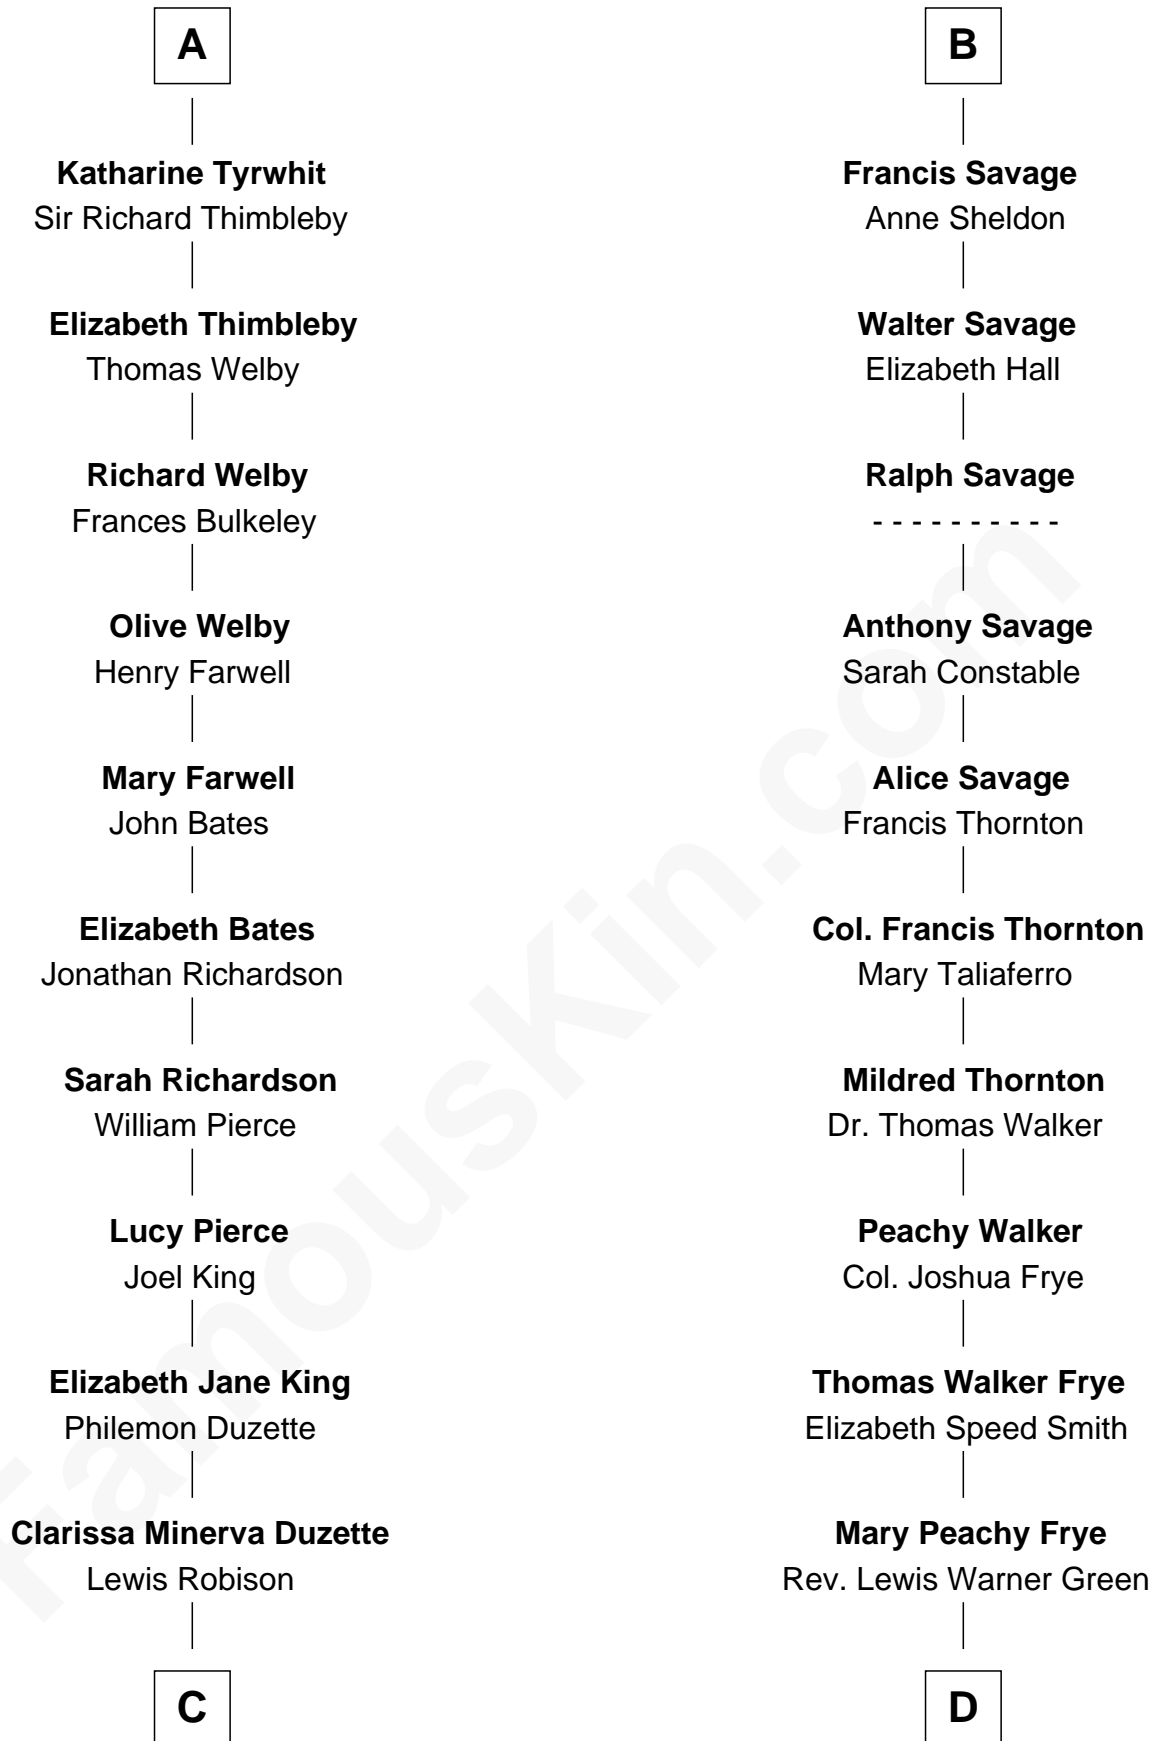 A
Katharine Tyrwhit
Sir Richard Thimbleby
Elizabeth Thimbleby
Thomas Welby
Richard Welby
Frances Bulkeley
Olive Welby
Henry Farwell
Mary Farwell
John Bates
Elizabeth Bates
Jonathan Richardson
Sarah Richardson
William Pierce
Lucy Pierce
Joel King
Elizabeth Jane King
Philemon Duzette
Clarissa Minerva Duzette
Lewis Robison
C
B
Francis Savage
Anne Sheldon
Walter Savage
Elizabeth Hall
Ralph Savage
- - - - - - - - - -
Anthony Savage
Sarah Constable
Alice Savage
Francis Thornton
Col. Francis Thornton
Mary Taliaferro
Mildred Thornton
Dr. Thomas Walker
Peachy Walker
Col. Joshua Frye
Thomas Walker Frye
Elizabeth Speed Smith
Mary Peachy Frye
Rev. Lewis Warner Green
D
FamousKin.com